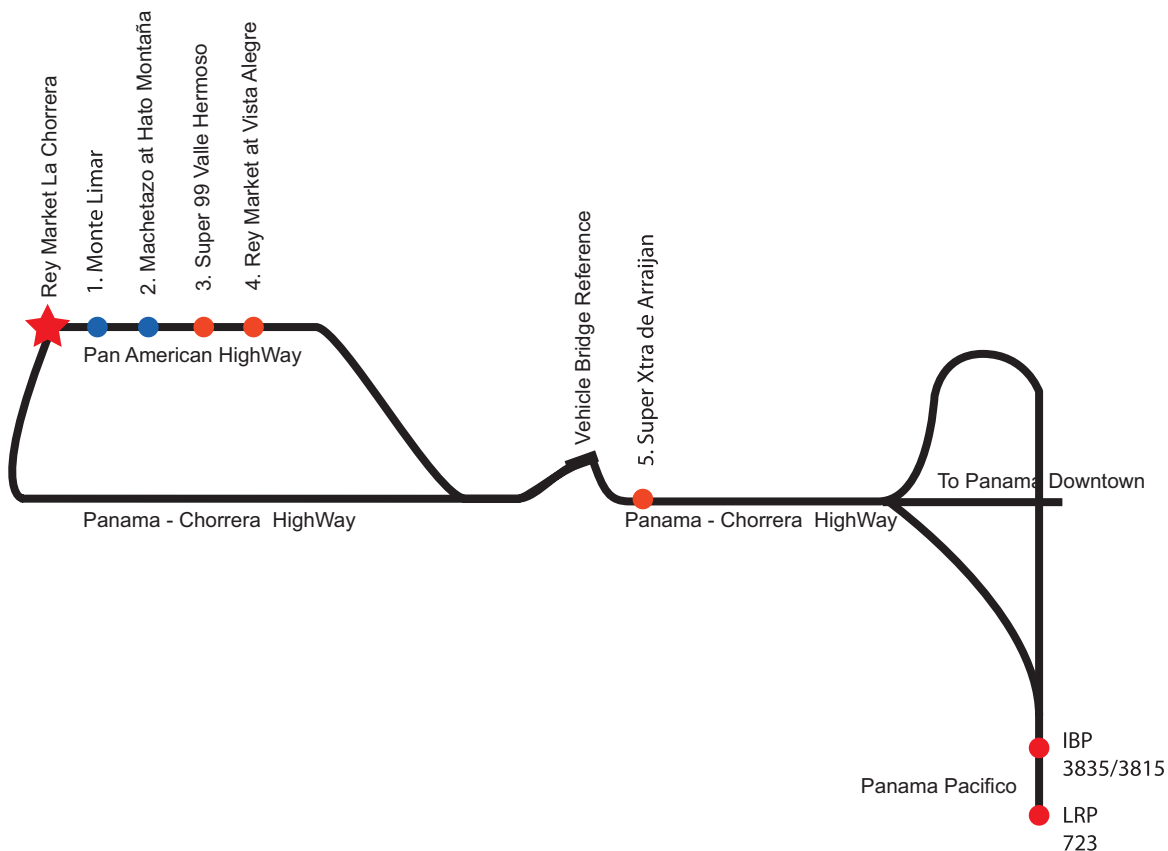 Rey Market La Chorrera
1. Monte Limar
2. Machetazo at Hato Montaña
3. Super 99 Valle Hermoso
4. Rey Market at Vista Alegre
Pan American HighWay
Vehicle Bridge Reference
5. Super Xtra de Arraijan
To Panama Downtown
Panama - Chorrera HighWay
Panama - Chorrera HighWay
IBP
3835/3815
Panama Pacifico
LRP
723